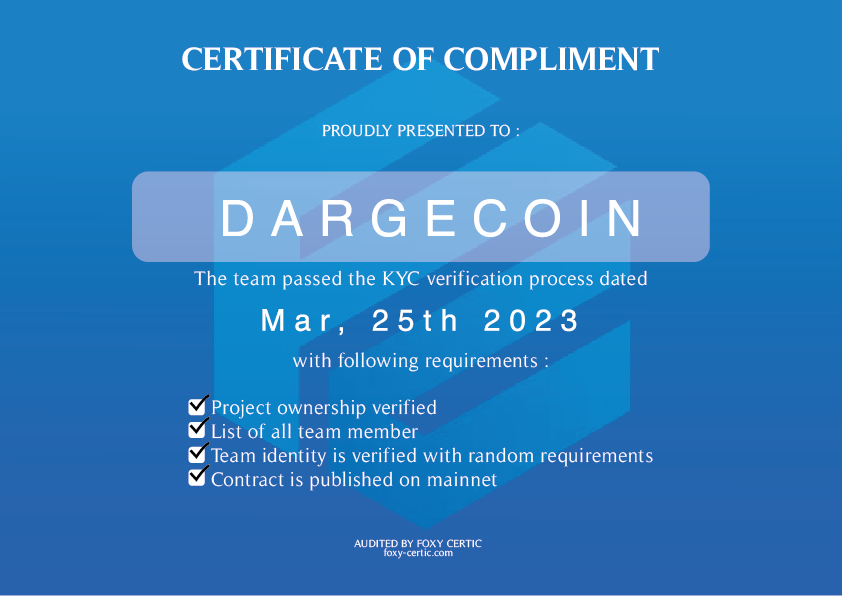 CERTIFICATE OF COMPLIMENT
PROUDLY PRESENTED TO :
DARGECOIN
The team passed the KYC verification process dated
Mar, 25th 2023
with following requirements :
Project ownership verified
List of all team member
Team identity is verified with random requirements
Contract is published on mainnet
AUDITED BY FOXY CERTIC
foxy-certic.com